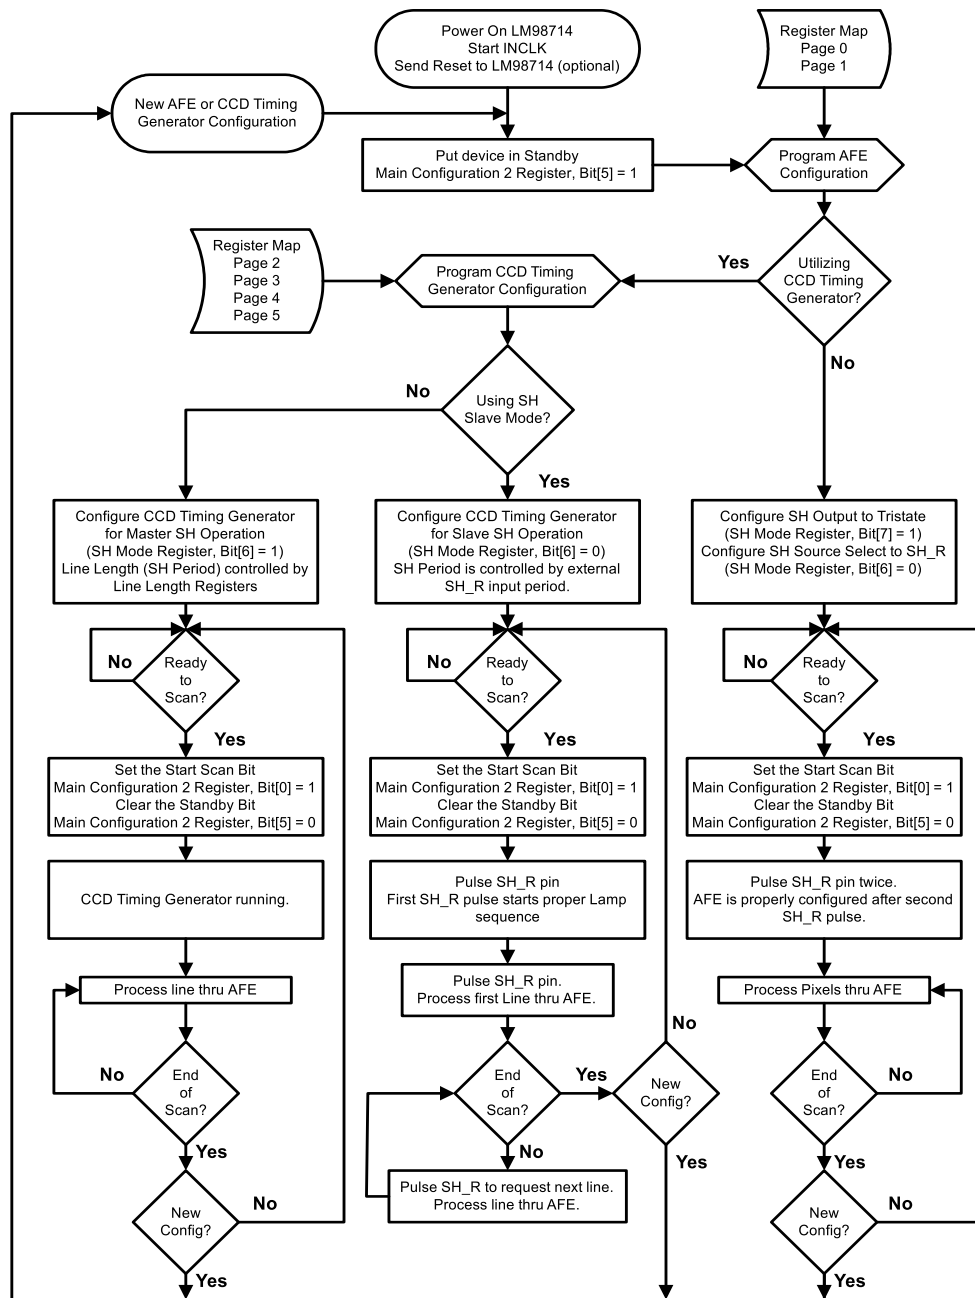 Power On LM98714
Start INCLK
Send Reset to LM98714 (optional)
Register Map
Page 0
Page 1
New AFE or CCD Timing
Generator Configuration
Put device in Standby
Main Configuration 2 Register, Bit[5] = 1
Program AFE
Configuration
Register Map
Page 2
Page 3
Page 4
Page 5
Program CCD Timing
Generator Configuration
Yes
Utilizing
CCD Timing
Generator?
No
No
Using SH
Slave Mode?
Yes
Configure CCD Timing Generator
for Master SH Operation
(SH Mode Register, Bit[6] = 1)
Line Length (SH Period) controlled by
Line Length Registers
Configure CCD Timing Generator
for Slave SH Operation
(SH Mode Register, Bit[6] = 0)
SH Period is controlled by external
SH_R input period.
Configure SH Output to Tristate
(SH Mode Register, Bit[7] = 1)
Configure SH Source Select to SH_R
(SH Mode Register, Bit[6] = 0)
No
Ready
to
Scan?
Yes
No
Ready
to
Scan?
Yes
No
Ready
to
Scan?
Yes
Set the Start Scan Bit
Main Configuration 2 Register, Bit[0] = 1
Clear the Standby Bit
Main Configuration 2 Register, Bit[5] = 0
Set the Start Scan Bit
Main Configuration 2 Register, Bit[0] = 1
Clear the Standby Bit
Main Configuration 2 Register, Bit[5] = 0
Set the Start Scan Bit
Main Configuration 2 Register, Bit[0] = 1
Clear the Standby Bit
Main Configuration 2 Register, Bit[5] = 0
CCD Timing Generator running.
Pulse SH_R pin
First SH_R pulse starts proper Lamp
sequence
Pulse SH_R pin twice.
AFE is properly configured after second
SH_R pulse.
Process line thru AFE
Pulse SH_R pin.
Process first Line thru AFE.
Process Pixels thru AFE
No
End
of
Scan?
Yes
End
of
Scan?
Yes
No
No
New
Config?
Yes
End
of
Scan?
No
Yes
Pulse SH_R to request next line.
Process line thru AFE.
New
Config?
No
Yes
New
Config?
No
Yes